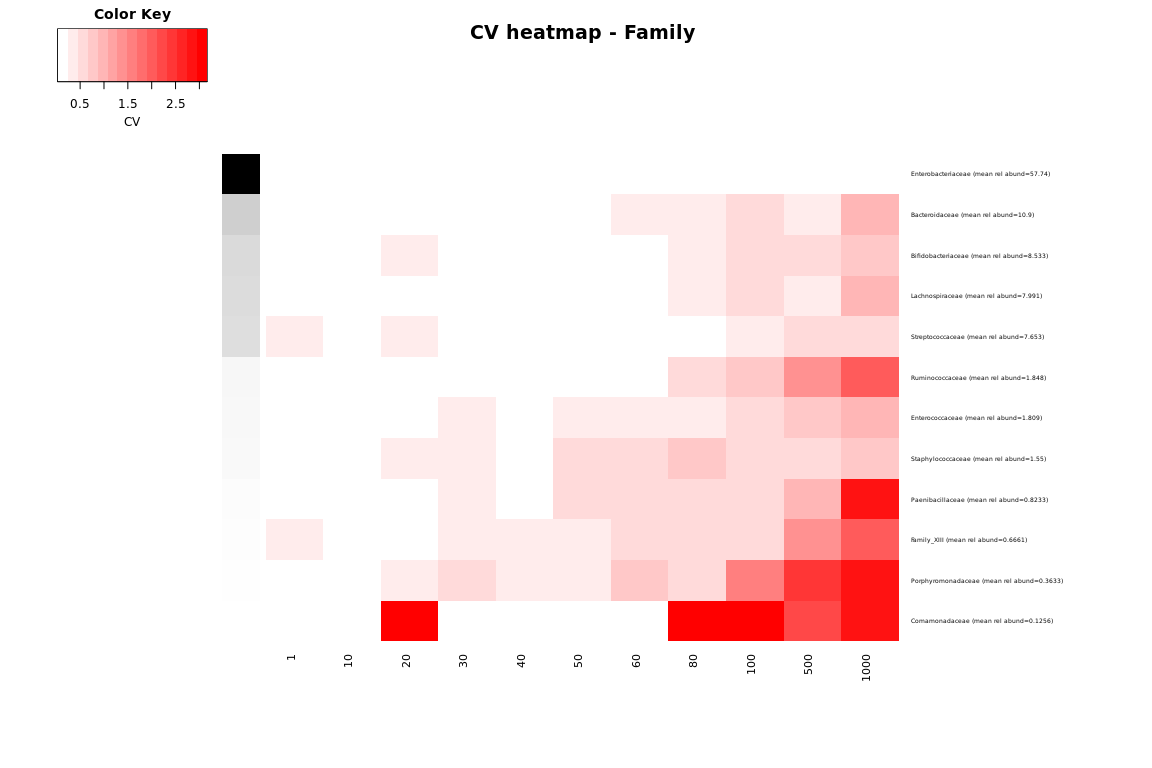 Color Key
CV heatmap - Family
0.5 1.5 2.5
CV
Enterobacteriaceae (mean rel abund=57.74)
Bacteroidaceae (mean rel abund=10.9)
Bifidobacteriaceae (mean rel abund=8.533)
Lachnospiraceae (mean rel abund=7.991)
Streptococcaceae (mean rel abund=7.653)
Ruminococcaceae (mean rel abund=1.848)
Enterococcaceae (mean rel abund=1.809)
Staphylococcaceae (mean rel abund=1.55)
Paenibacillaceae (mean rel abund=0.8233)
Family_XIII (mean rel abund=0.6661)
Porphyromonadaceae (mean rel abund=0.3633)
Comamonadaceae (mean rel abund=0.1256)
1 10 20 30 40 50 60 80 100 500 1000